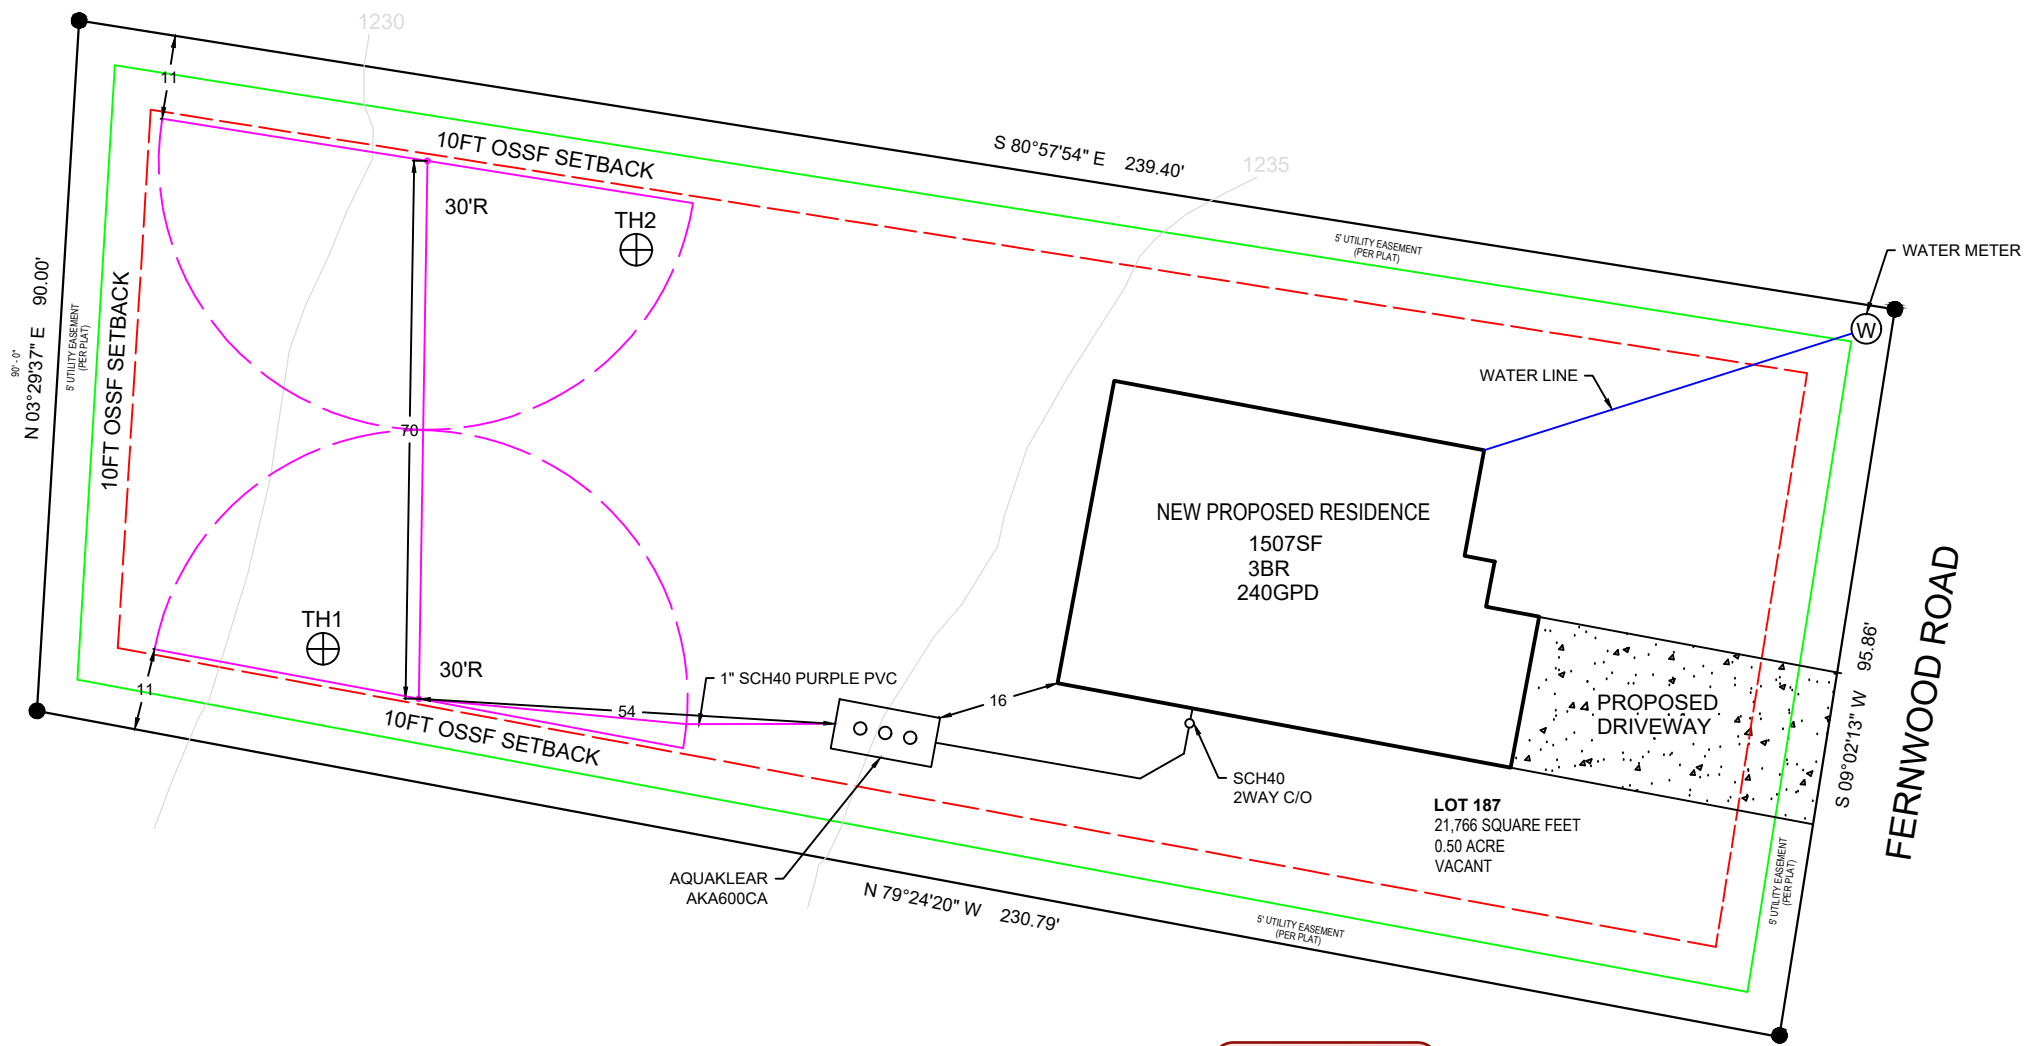 1230
11
10FT OSSF SETBACK
S 80°57'54" E 239.40'
1235
30'R
TH2
5' UTILITY EASEMENT
(PER PLAT)
WATER METER
W
90' - 0"
N 03°29'37" E 90.00'
5' UTILITY EASEMENT
(PER PLAT)
10FT OSSF SETBACK
WATER LINE
70
NEW PROPOSED RESIDENCE
1507SF
3BR
240GPD
TH1
30'R
11
10FT OSSF SETBACK
54
1" SCH40 PURPLE PVC
16
PROPOSED
DRIVEWAY
S 09°02'13" W 95.86'
FERNWOOD ROAD
SCH40
2WAY C/O
LOT 187
21,766 SQUARE FEET
0.50 ACRE
VACANT
5' UTILITY EASEMENT
(PER PLAT)
AQUAKLEAR
AKA600CA
N 79°24'20" W 230.79'
5' UTILITY EASEMENT
(PER PLAT)